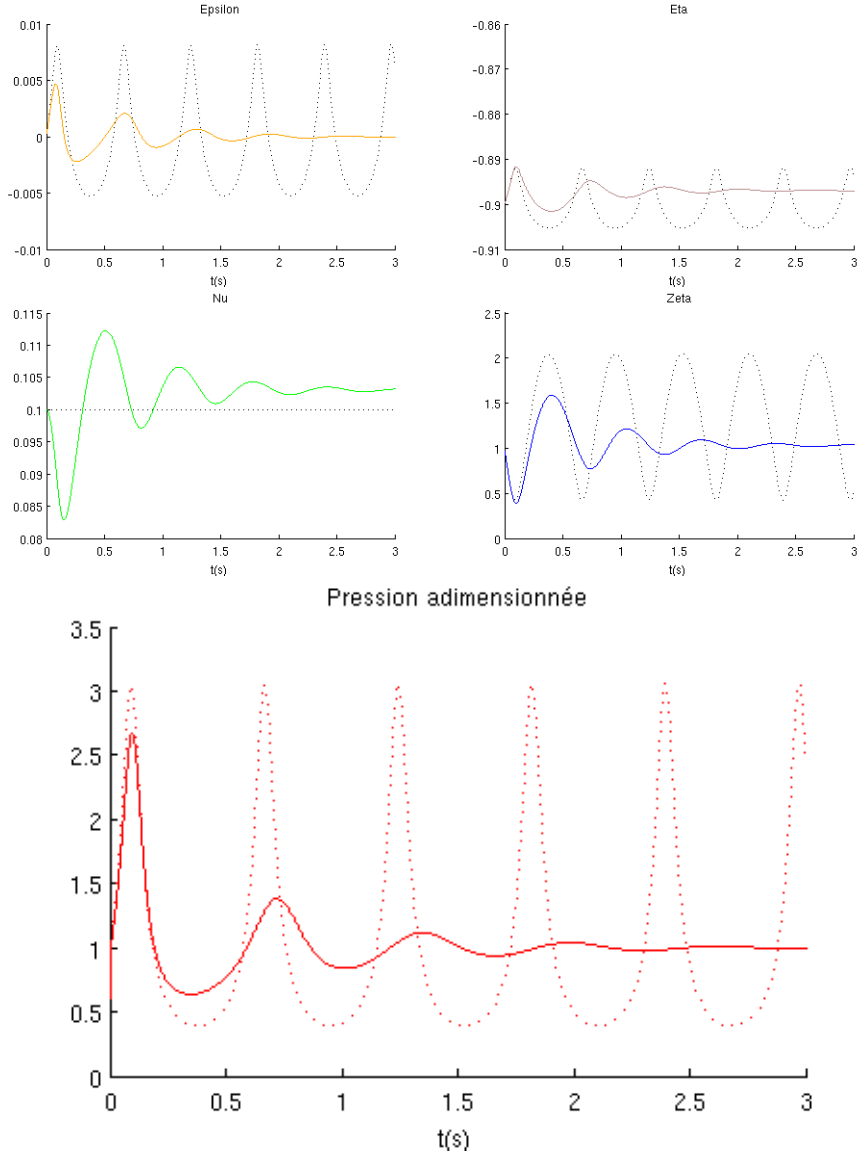 Epsilon
0.01
0.005
0
-0.005
-0.01
0 0.5 1 1.5 2 2.5 3
t(s)
Eta
-0.86
-0.87
-0.88
-0.89
-0.9
-0.91
0 0.5 1 1.5 2 2.5 3
t(s)
Nu
0.115
0.11
0.105
0.1
0.095
0.09
0.085
0.08
0 0.5 1 1.5 2 2.5 3
t(s)
Zeta
2.5
2
1.5
1
0.5
0
0 0.5 1 1.5 2 2.5 3
t(s)
Pression adimensionnée
3.5
3
2.5
2
1.5
1
0.5
0
0 0.5 1 1.5 2 2.5 3
t(s)